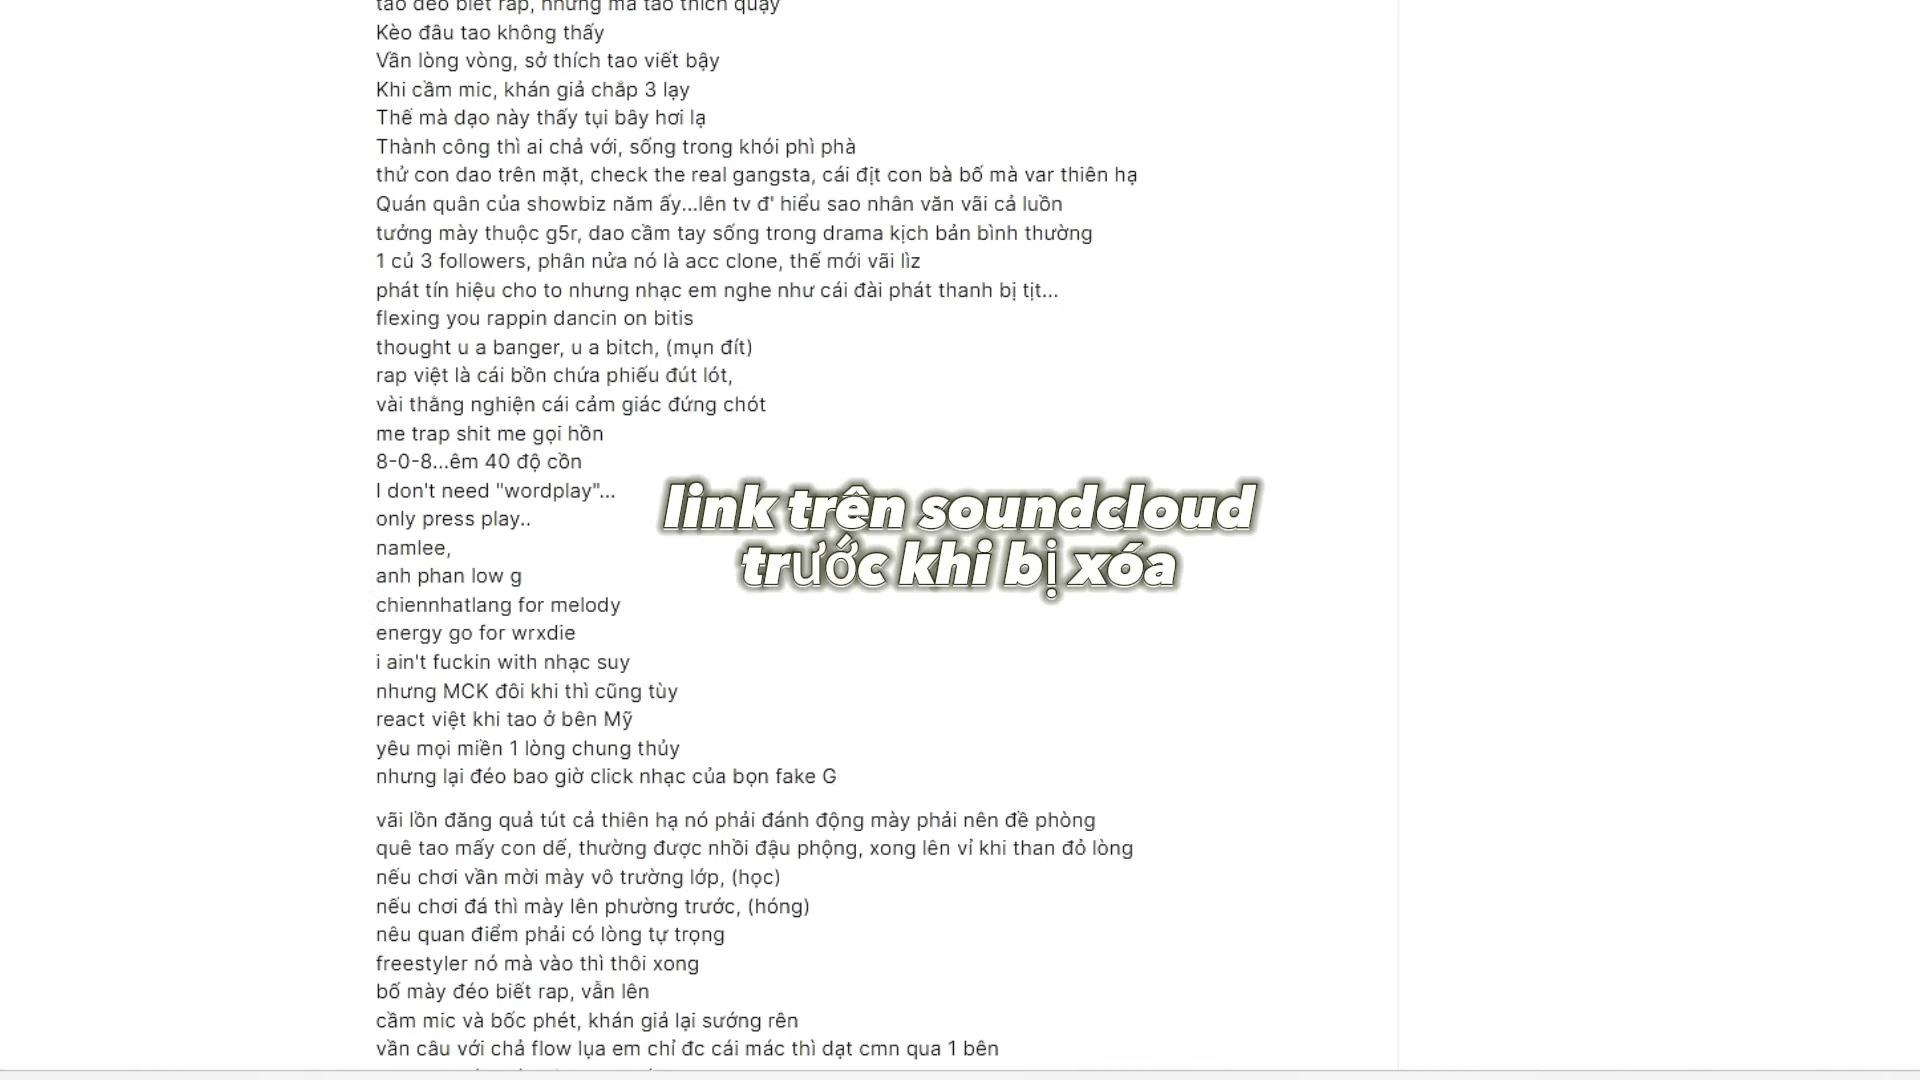 tao đéo biết rap, nhưng mà tao thích quậy
Kèo đâu tao không thấy
Vần lòng vòng, sở thích tao viết bậy
Khi cầm mic, khán giả chắp 3 lạy
Thế mà dạo này thấy tụi bây hơi lạ
Thành công thì ai chả với, sống trong khói phì phà
thử con dao trên mặt, check the real gangsta, cái địt con bà bố mà var thiên hạ
Quán quân của showbiz năm ấy...lên tv đ' hiểu sao nhân văn vãi cả luồn
tưởng mày thuộc g5r, dao cầm tay sống trong drama kịch bản bình thường
1 củ 3 followers, phân nửa nó là acc clone, thế mới vãi lìz
phát tín hiệu cho to nhưng nhạc em nghe như cái đài phát thanh bị tịt...
flexing you rappin dancin on bitis
thought u a banger, u a bitch, (mụn đít)
rap việt là cái bồn chứa phiếu đút lót,
vài thằng nghiện cái cảm giác đứng chót
me trap shit me gọi hồn
8-0-8...êm 40 độ cồn
I don't need "wordplay"...
only press play..
namlee,
anh phan low g
chiennhatlang for melody
energy go for wrxdie
i ain't fuckin with nhạc suy
nhưng MCK đôi khi thì cũng tùy
react việt khi tao ở bên Mỹ
yêu mọi miền 1 lòng chung thủy
nhưng lại đéo bao giờ click nhạc của bọn fake G
vãi lồn đăng quả tút cả thiên hạ nó phải đánh động mày phải nên đề phòng
quê tao mấy con dế, thường được nhồi đậu phộng, xong lên vỉ khi than đỏ lòng
nếu chơi vần mời mày vô trường lớp, (học)
nếu chơi đá thì mày lên phường trước, (hóng)
nêu quan điểm phải có lòng tự trọng
freestyler nó mà vào thì thôi xong
bố mày đéo biết rap, vẫn lên
cầm mic và bốc phét, khán giả lại sướng rên
vần câu với chả flow lụa em chỉ đc cái mác thì dạt cmn qua 1 bên
link trên soundcloud
trước khi bị xóa